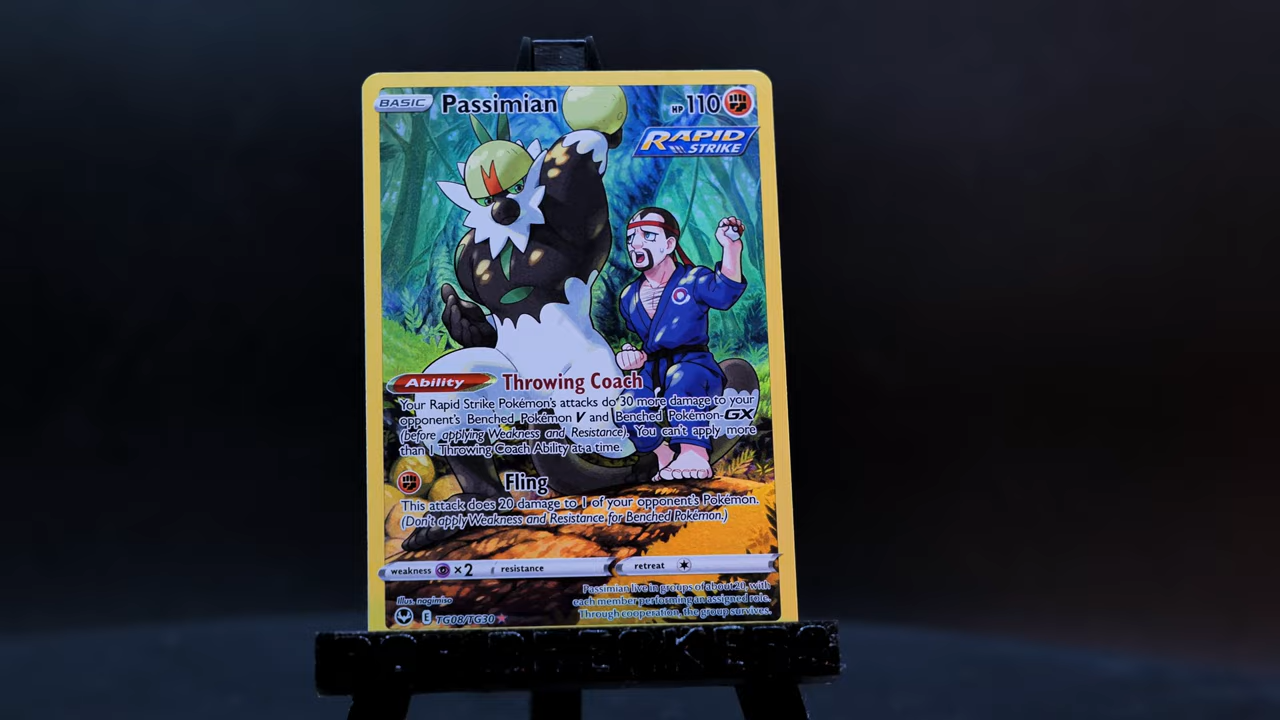 BASIC Passimian HP 110
RAPID
STRIKE
Ability Throwing Coach
Your Rapid Strike Pokémon's attacks do 30 more damage to your
opponent's Benched Pokémon V and Benched Pokémon-GX
(before applying Weakness and Resistance). You can't apply more
than 1 Throwing Coach Ability at a time.
Fling
This attack does 20 damage to 1 of your opponent's Pokémon.
(Don't apply Weakness and Resistance for Benched Pokémon.)
weakness ×2 resistance retreat
Passimian live in groups of about 20, with
each member performing an assigned role.
Through cooperation, the group survives.
Illus. nagimiso
E TG08/TG30